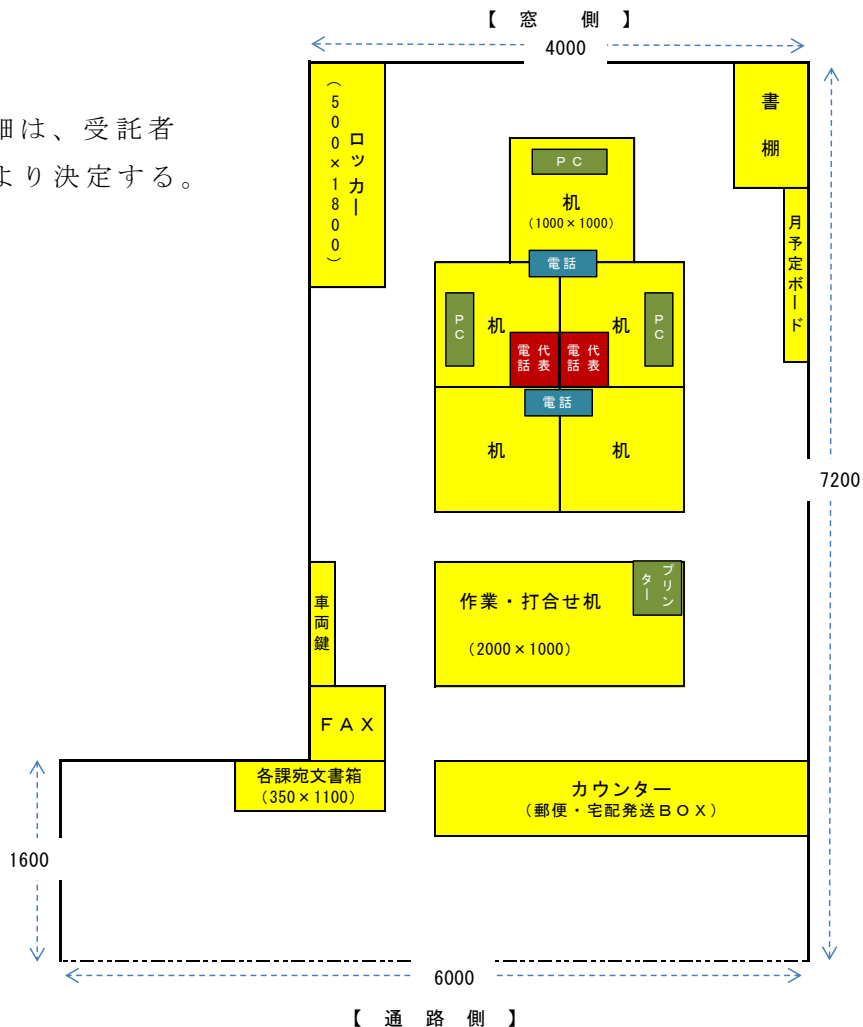 【 窓 側 】
4000
細は、受託者
より決定する。
ロッカー
（500×1800）
書棚
PC
机
（1000×1000）
月予定ボード
電話
PC
机
机
PC
代表電話
代表電話
電話
机
机
7200
車両鍵
作業・打合せ机
（2000×1000）
プリンター
FAX
各課宛文書箱
（350×1100）
カウンター
（郵便・宅配発送BOX）
1600
6000
【 通 路 側 】